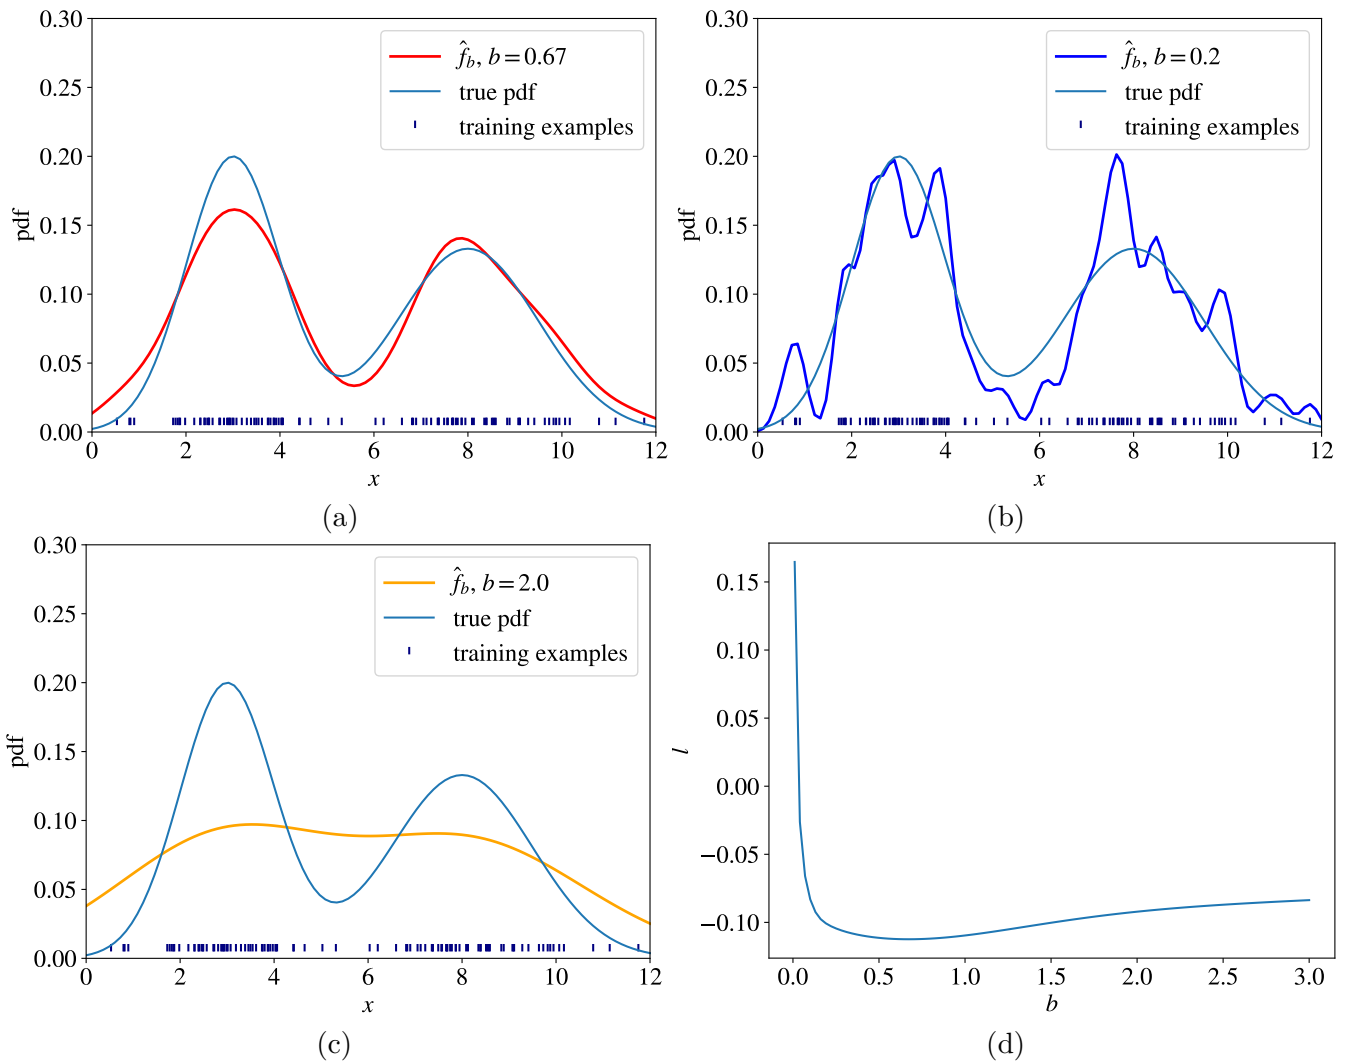 0.30
0.25
0.20
0.15
0.10
0.05
0.00
pdf
0 2 4 6 8 10 12
x
f̂_b, b=0.67
true pdf
training examples
(a)
0.30
0.25
0.20
0.15
0.10
0.05
0.00
pdf
0 2 4 6 8 10 12
x
f̂_b, b=0.2
true pdf
training examples
(b)
0.30
0.25
0.20
0.15
0.10
0.05
0.00
pdf
0 2 4 6 8 10 12
x
f̂_b, b=2.0
true pdf
training examples
(c)
0.15
0.10
0.05
0.00
−0.05
−0.10
l
0.0 0.5 1.0 1.5 2.0 2.5 3.0
b
(d)